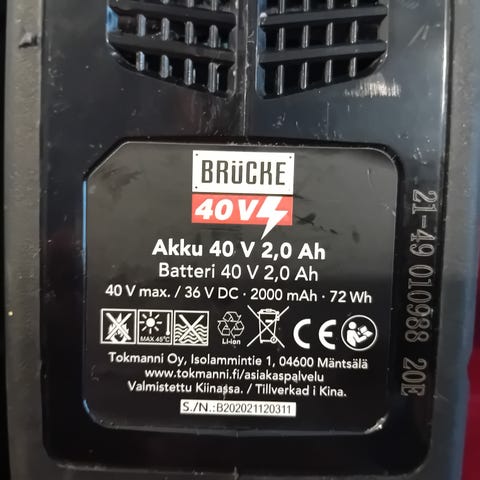 BRÜCKE
40V
Akku 40 V 2,0 Ah
Batteri 40 V 2,0 Ah
40 V max. / 36 V DC · 2000 mAh · 72 Wh
MAX 45°C
Li-ion
CE
Tokmanni Oy, Isolammintie 1, 04600 Mäntsälä
www.tokmanni.fi/asiakaspalvelu
Valmistettu Kiinassa. / Tillverkad i Kina.
S./N.: B202021120311
21-49 010988 20E